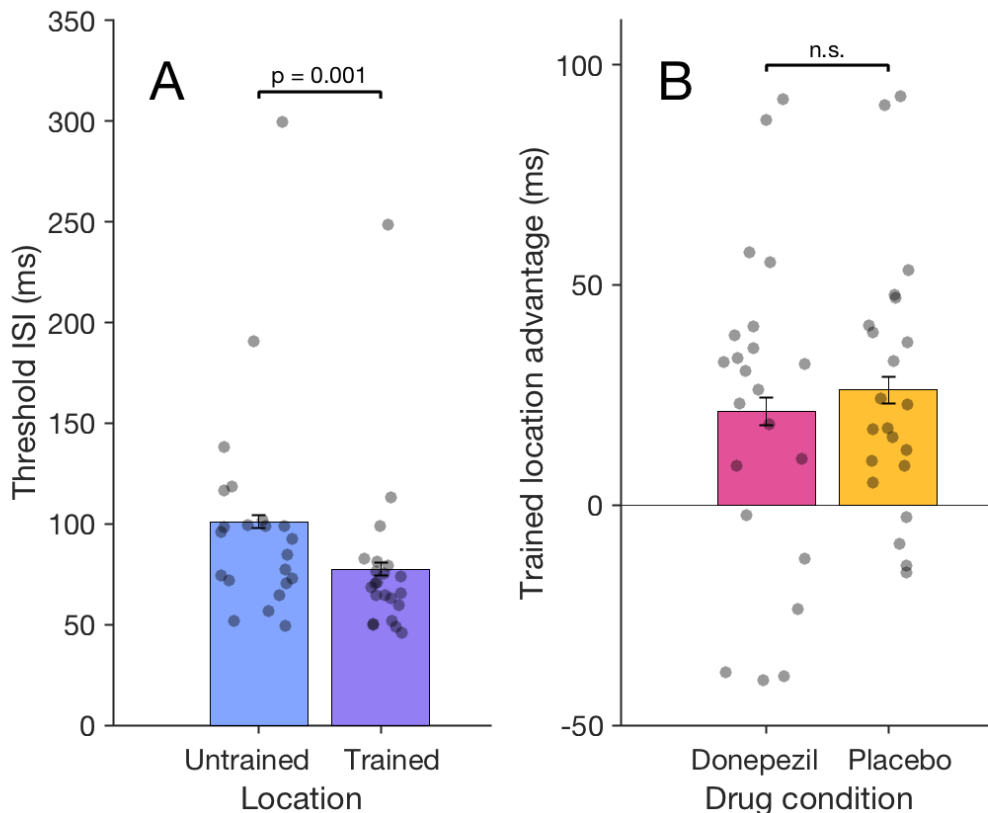 A
p = 0.001
350
300
250
200
150
100
50
0
Threshold ISI (ms)
Untrained Trained
Location
B
n.s.
100
50
0
-50
Trained location advantage (ms)
Donepezil Placebo
Drug condition